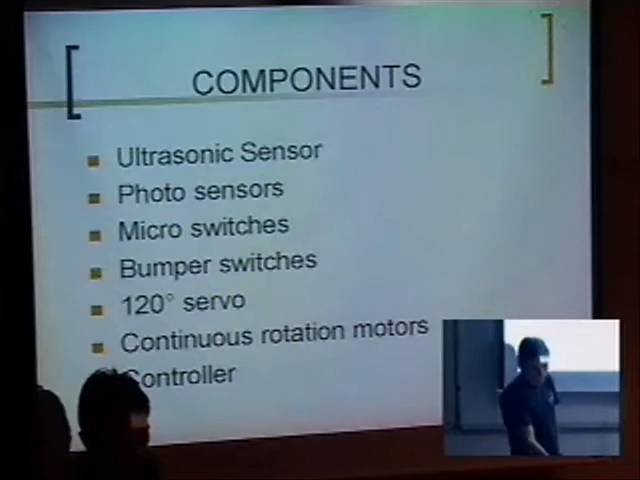 COMPONENTS
Ultrasonic Sensor
Photo sensors
Micro switches
Bumper switches
120° servo
Continuous rotation motors
Controller